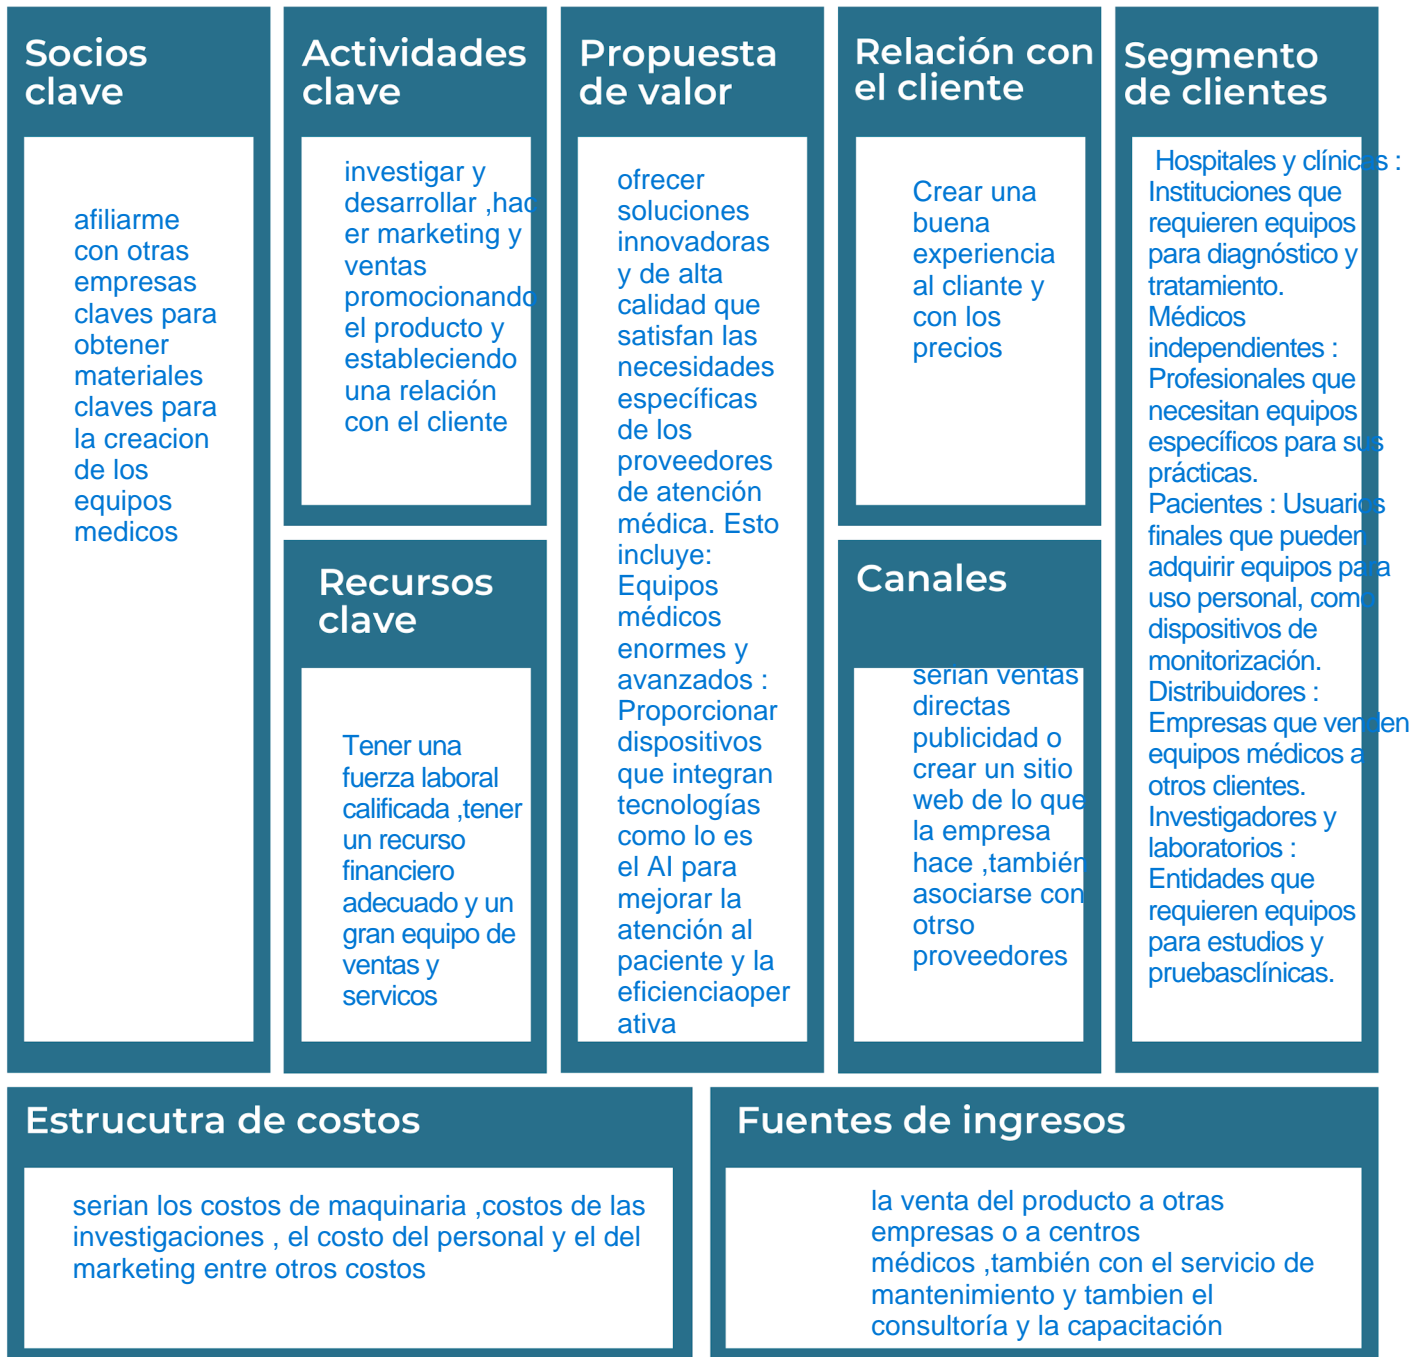 Socios
clave
afiliarme
con otras
empresas
claves para
obtener
materiales
claves para
la creacion
de los
equipos
medicos
Actividades
clave
investigar y
desarrollar ,hac
er marketing y
ventas
promocionando
el producto y
estableciendo
una relación
con el cliente
Recursos
clave
Tener una
fuerza laboral
calificada ,tener
un recurso
financiero
adecuado y un
gran equipo de
ventas y
servicos
Propuesta
de valor
ofrecer
soluciones
innovadoras
y de alta
calidad que
satisfan las
necesidades
específicas
de los
proveedores
de atención
médica. Esto
incluye:
Equipos
médicos
enormes y
avanzados :
Proporcionar
dispositivos
que integran
tecnologías
como lo es
el AI para
mejorar la
atención al
paciente y la
eficienciaoper
ativa
Relación con
el cliente
Crear una
buena
experiencia
al cliante y
con los
precios
Canales
serian ventas
directas
publicidad o
crear un sitio
web de lo que
la empresa
hace ,también
asociarse con
otrso
proveedores
Segmento
de clientes
Hospitales y clínicas :
Instituciones que
requieren equipos
para diagnóstico y
tratamiento.
Médicos
independientes :
Profesionales que
necesitan equipos
específicos para sus
prácticas.
Pacientes : Usuarios
finales que pueden
adquirir equipos para
uso personal, como
dispositivos de
monitorización.
Distribuidores :
Empresas que venden
equipos médicos a
otros clientes.
Investigadores y
laboratorios :
Entidades que
requieren equipos
para estudios y
pruebasclínicas.
Estrucutra de costos
serian los costos de maquinaria ,costos de las
investigaciones , el costo del personal y el del
marketing entre otros costos
Fuentes de ingresos
la venta del producto a otras
empresas o a centros
médicos ,también con el servicio de
mantenimiento y tambien el
consultoría y la capacitación